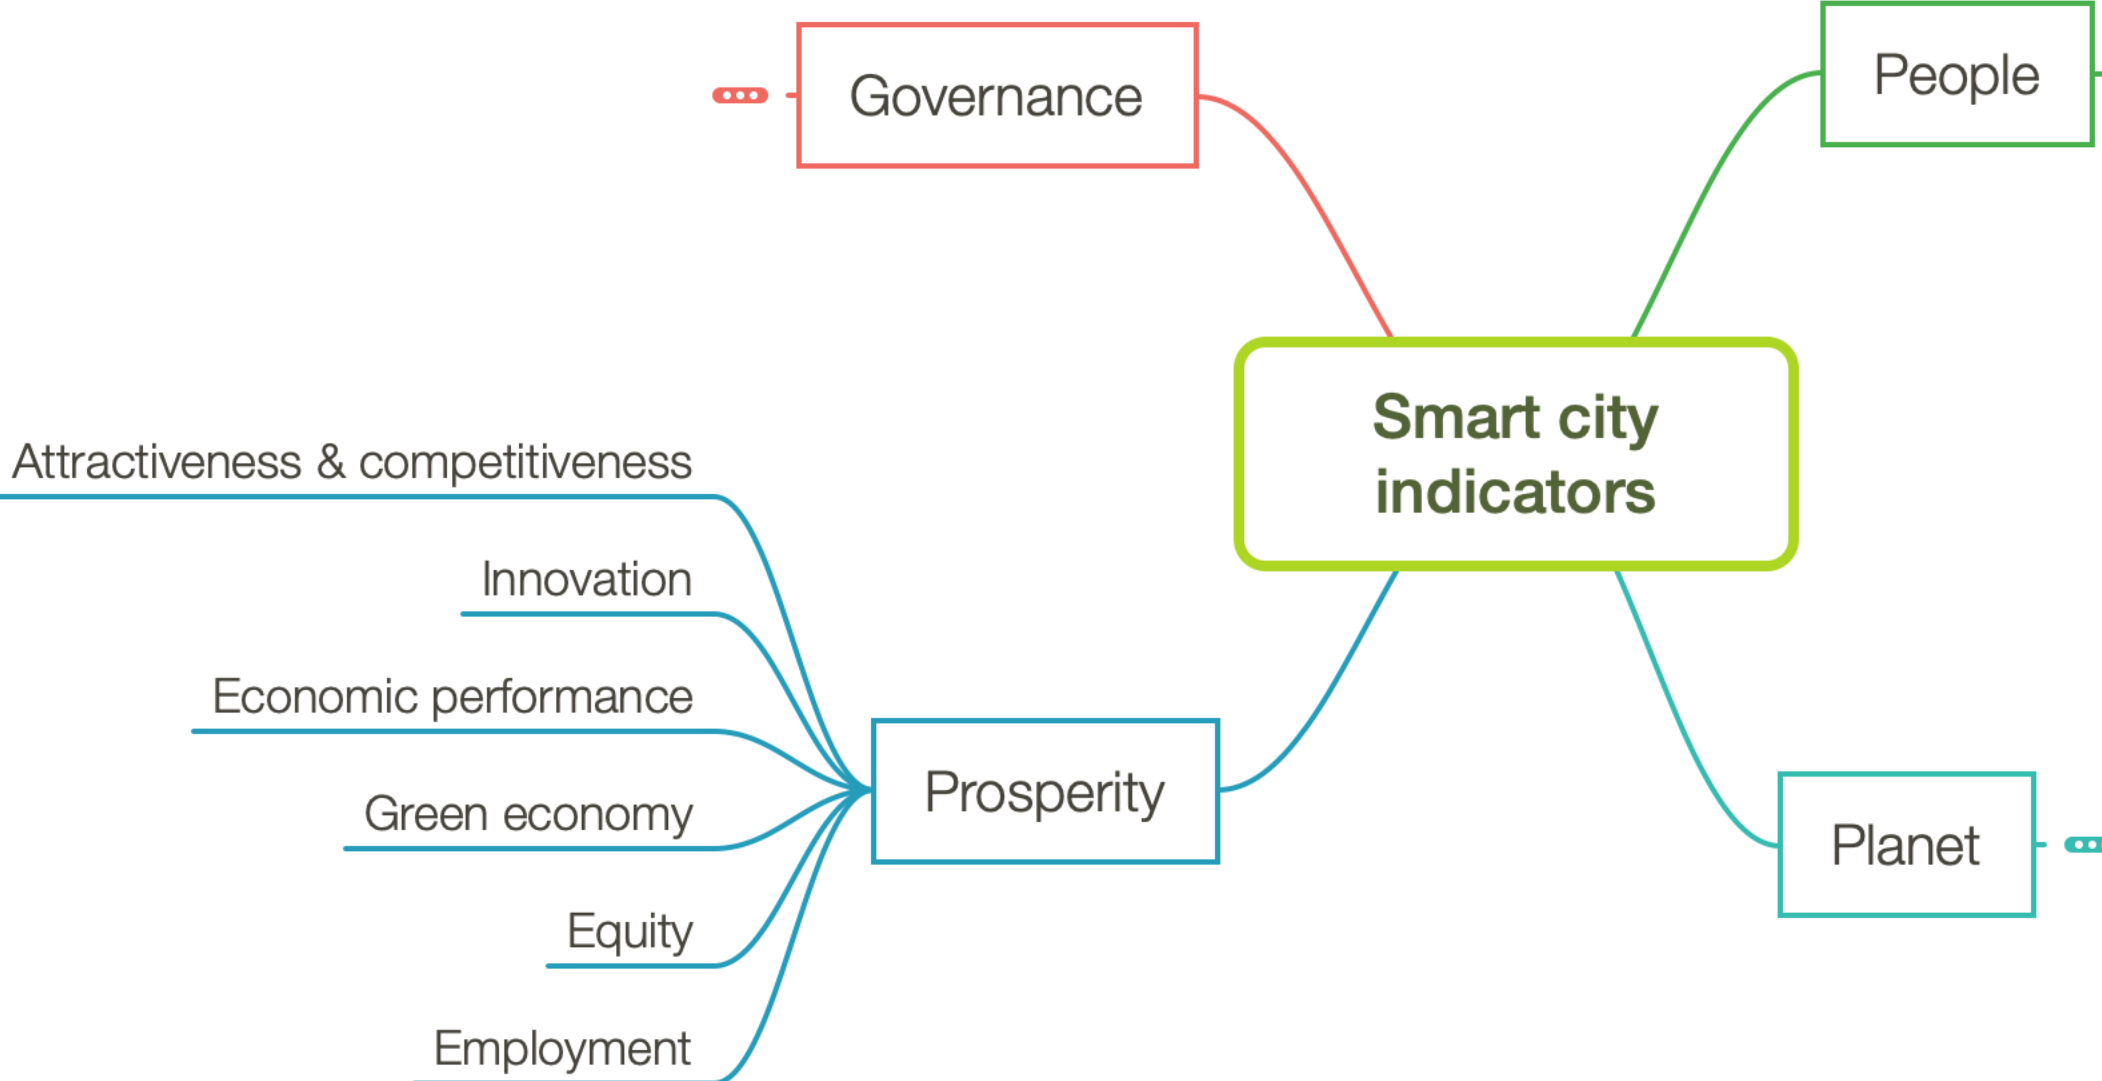 Governance
People
Smart city
indicators
Attractiveness & competitiveness
Innovation
Economic performance
Green economy
Equity
Employment
Prosperity
Planet